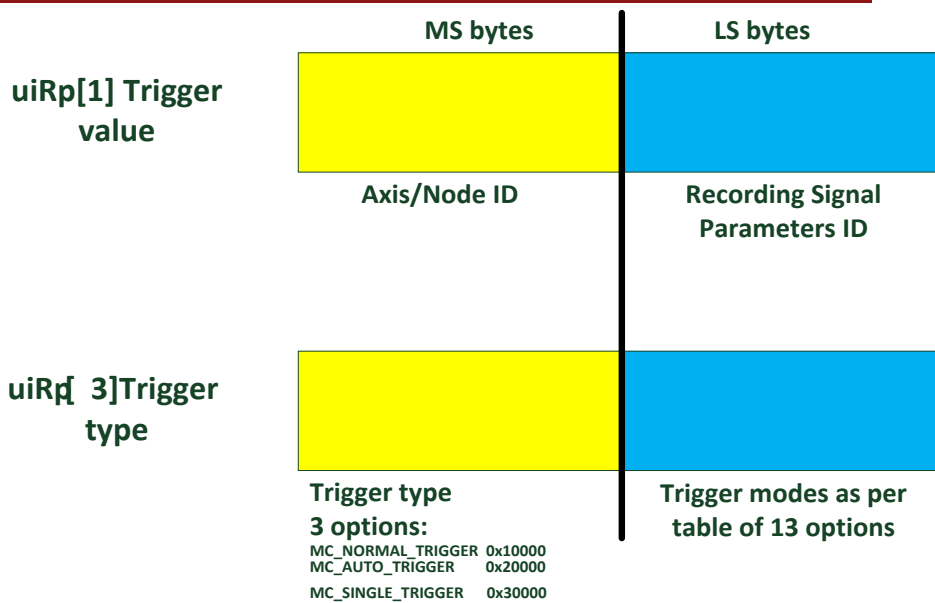 MS bytes
LS bytes
uiRp[1] Trigger
value
Axis/Node ID
Recording Signal
Parameters ID
uiRp[ 3]Trigger
type
Trigger type
3 options:
MC_NORMAL_TRIGGER 0x10000
MC_AUTO_TRIGGER 0x20000
MC_SINGLE_TRIGGER 0x30000
Trigger modes as per
table of 13 options